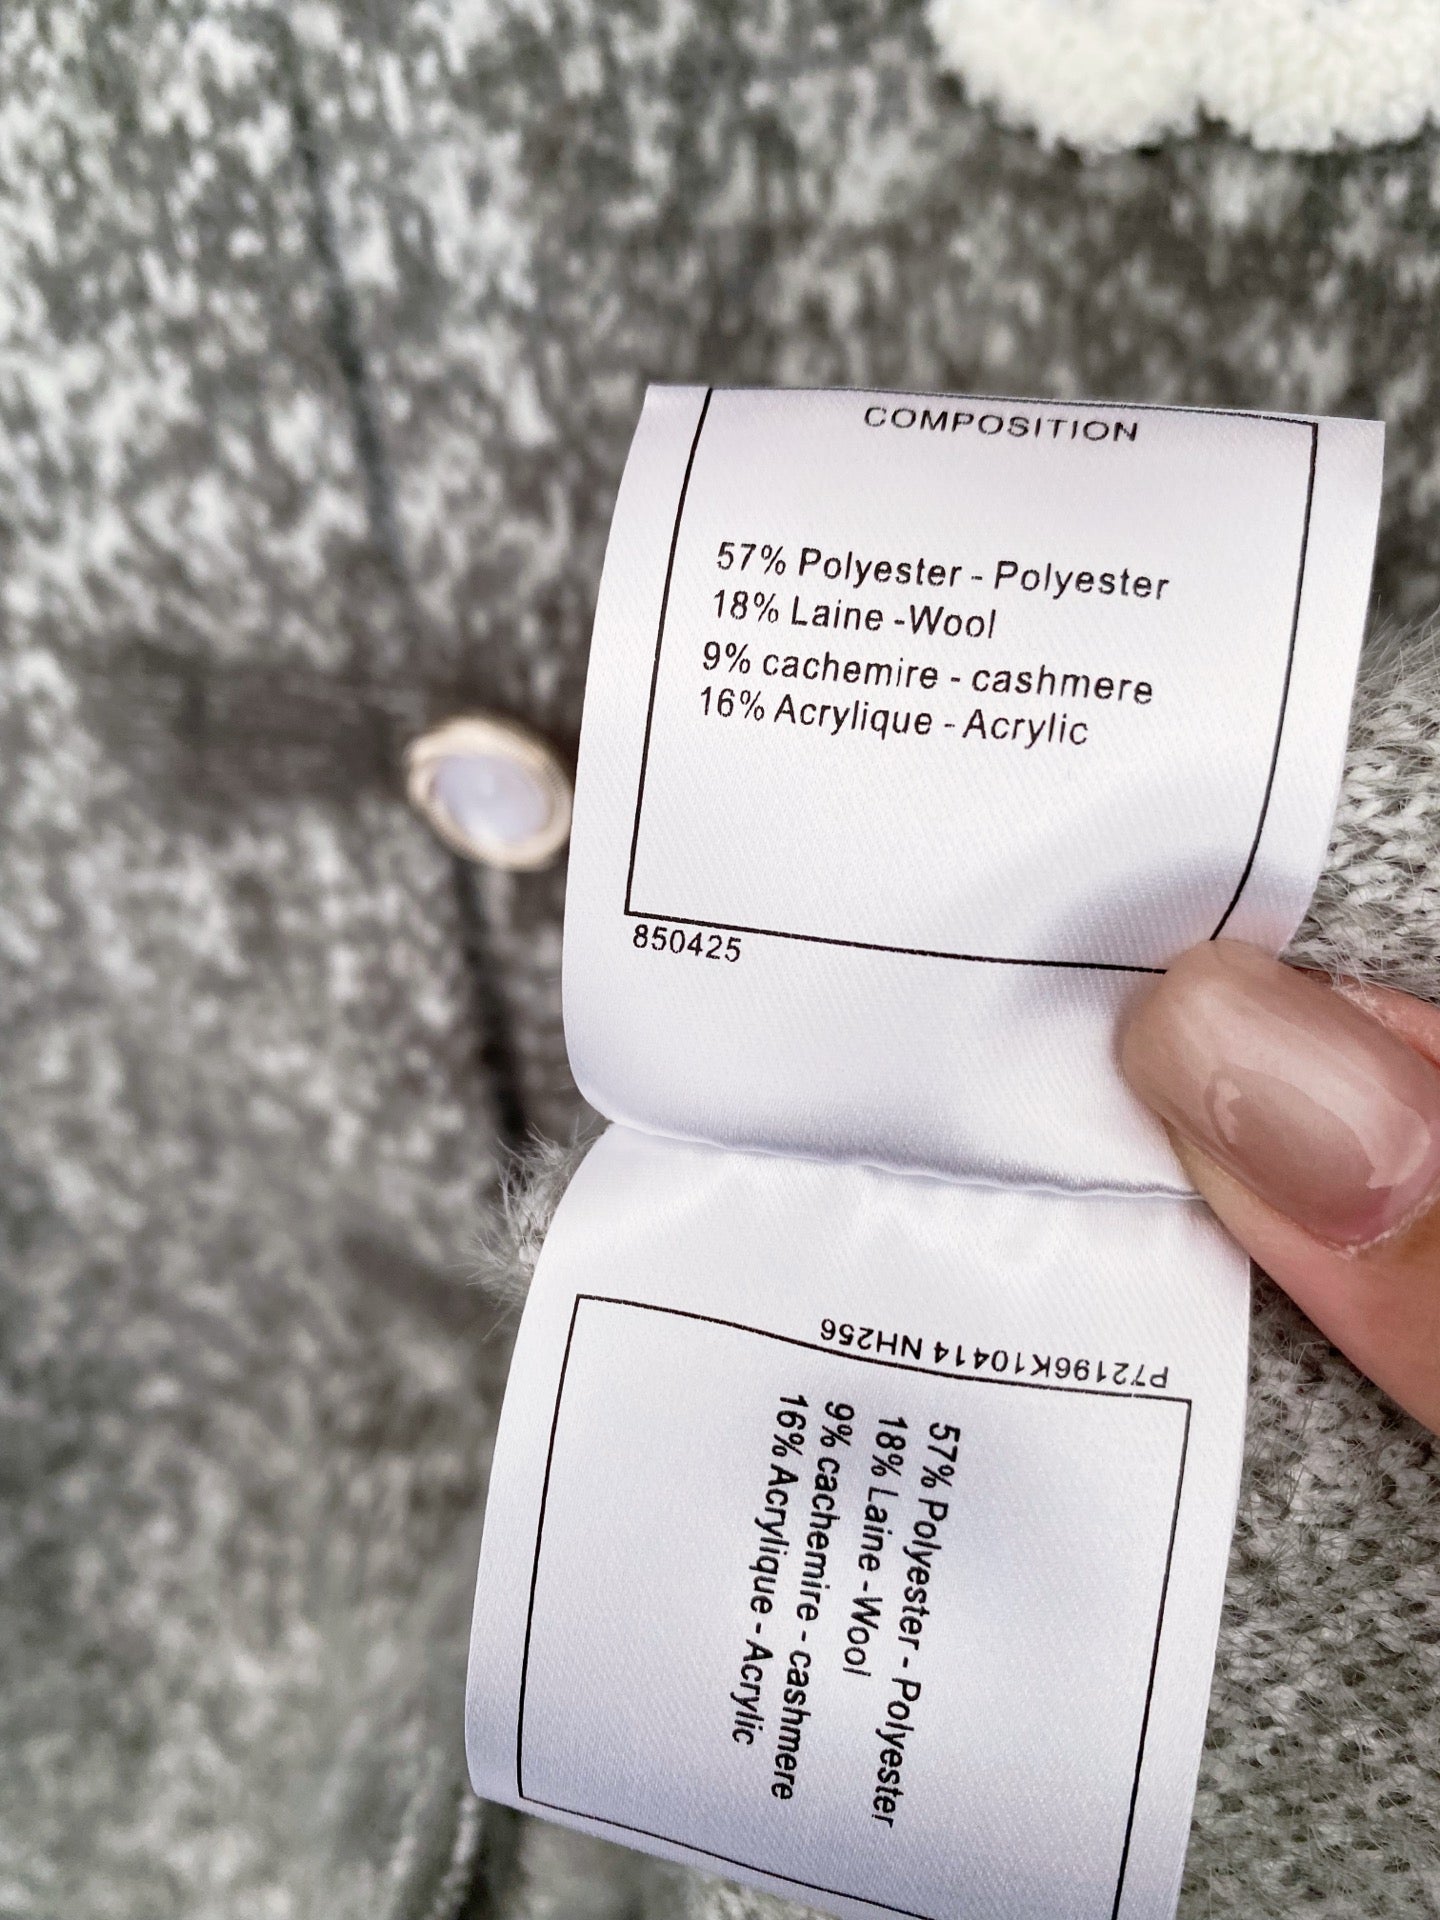 COMPOSITION
57% Polyester - Polyester
18% Laine -Wool
9% cachemire - cashmere
16% Acrylique - Acrylic
850425
P72196K10414 NH256
57% Polyester - Polyester
18% Laine -Wool
9% cachemire - cashmere
16% Acrylique - Acrylic